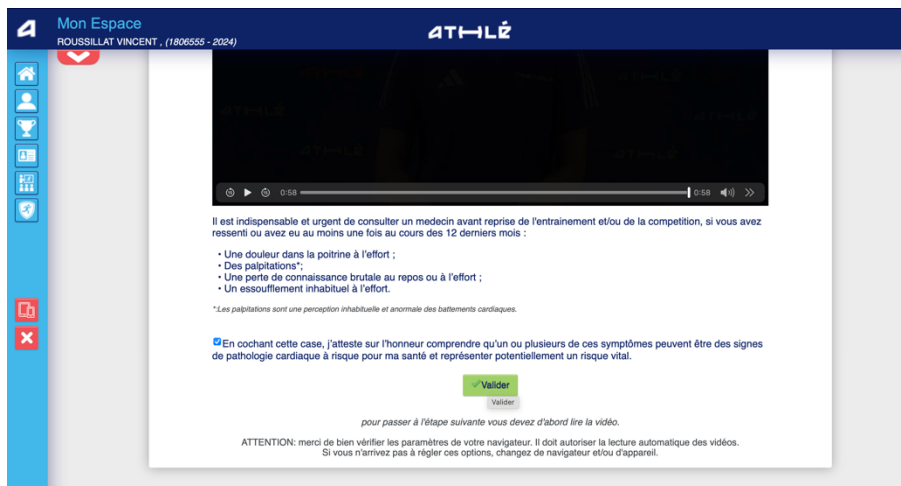 Mon Espace
ROUSSILLAT VINCENT , (1806555 - 2024)
ATHLÉ
0:58
0:58
Il est indispensable et urgent de consulter un medecin avant reprise de l'entrainement et/ou de la competition, si vous avez
ressenti ou avez eu au moins une fois au cours des 12 derniers mois :
• Une douleur dans la poitrine à l'effort ;
• Des palpitations*;
• Une perte de connaissance brutale au repos ou à l'effort ;
• Un essoufflement inhabituel à l'effort.
*:Les palpitations sont une perception inhabituelle et anormale des battements cardiaques.
En cochant cette case, j'atteste sur l'honneur comprendre qu'un ou plusieurs de ces symptômes peuvent être des signes
de pathologie cardiaque à risque pour ma santé et représenter potentiellement un risque vital.
Valider
Valider
pour passer à l'étape suivante vous devez d'abord lire la vidéo.
ATTENTION: merci de bien vérifier les paramètres de votre navigateur. Il doit autoriser la lecture automatique des vidéos.
Si vous n'arrivez pas à régler ces options, changez de navigateur et/ou d'appareil.